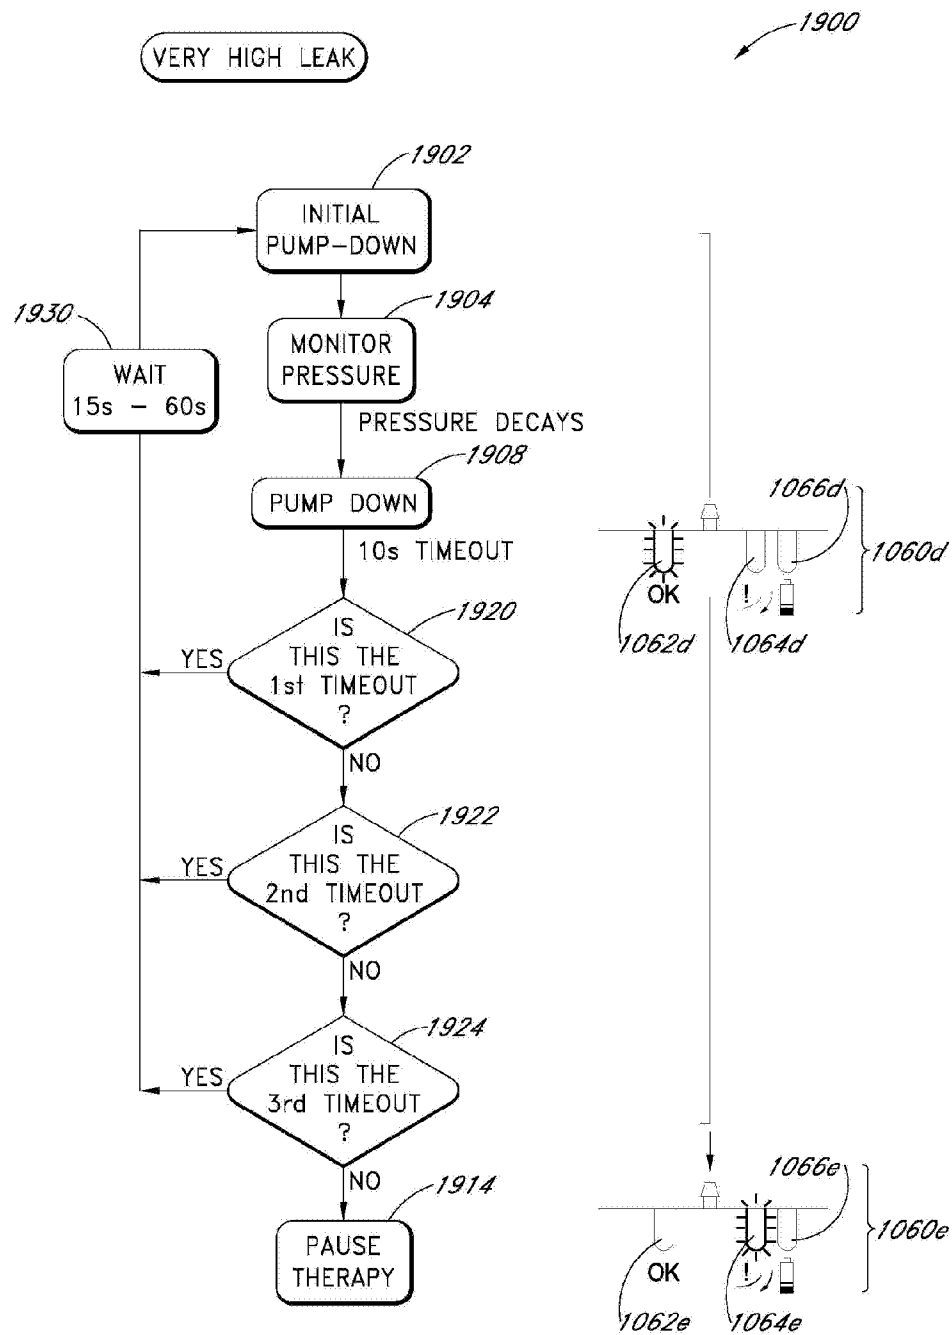 1900
VERY HIGH LEAK
1902
INITIAL
PUMP-DOWN
1904
MONITOR
PRESSURE
1930
WAIT
15s - 60s
PRESSURE DECAYS
1908
PUMP DOWN
10s TIMEOUT
1066d
1060d
OK
!
1062d
1064d
1920
IS
THIS THE
1st TIMEOUT
?
YES
NO
1922
IS
THIS THE
2nd TIMEOUT
?
YES
NO
1924
IS
THIS THE
3rd TIMEOUT
?
YES
NO
1914
PAUSE
THERAPY
1066e
1060e
OK
!
1062e
1064e